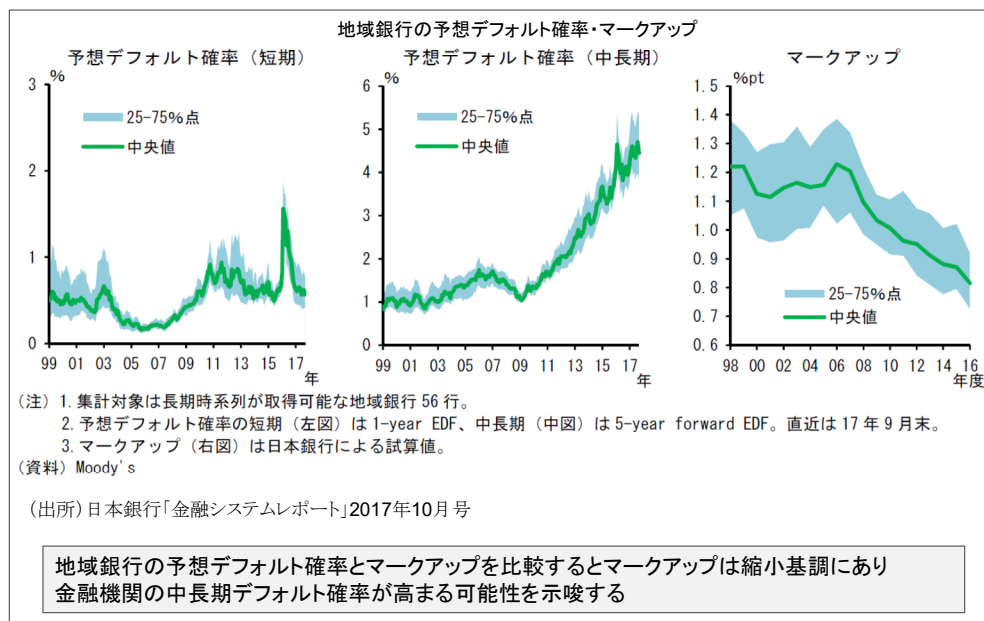 地域銀行の予想デフォルト確率・マークアップ
予想デフォルト確率（短期）
%
3
2
1
0
25-75%点
中央値
99 01 03 05 07 09 11 13 15 17
年
予想デフォルト確率（中長期）
%
6
5
4
3
2
1
0
25-75%点
中央値
99 01 03 05 07 09 11 13 15 17
年
マークアップ
%pt
1.5
1.4
1.3
1.2
1.1
1.0
0.9
0.8
0.7
0.6
25-75%点
中央値
98 00 02 04 06 08 10 12 14 16
年度
（注）1. 集計対象は長期時系列が取得可能な地域銀行 56 行。
2. 予想デフォルト確率の短期（左図）は 1-year EDF、中長期（中図）は 5-year forward EDF。直近は 17 年 9 月末。
3. マークアップ（右図）は日本銀行による試算値。
（資料）Moody's
（出所）日本銀行「金融システムレポート」2017年10月号
地域銀行の予想デフォルト確率とマークアップを比較するとマークアップは縮小基調にあり
金融機関の中長期デフォルト確率が高まる可能性を示唆する